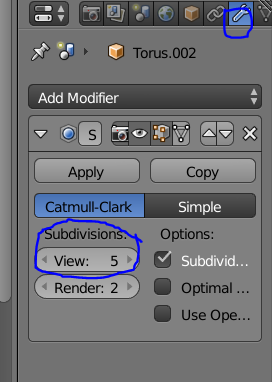 Torus.002
Add Modifier
S
Apply Copy
Catmull-Clark Simple
Subdivisions: Options:
View: 5 Subdivid...
Render: 2 Optimal ...
Use Ope...